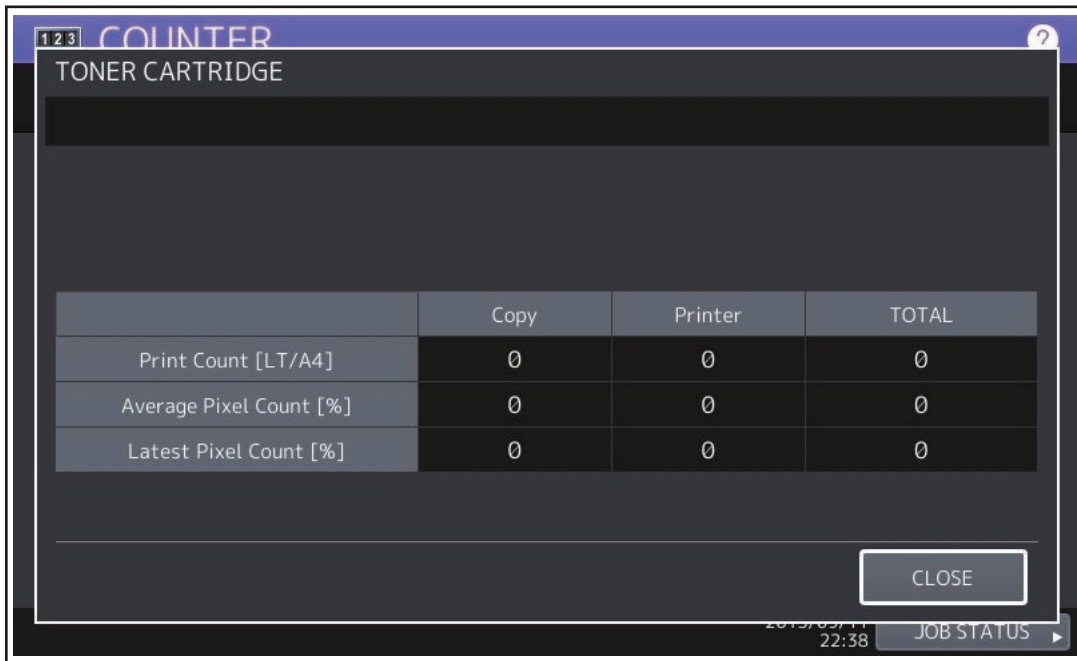 123 COUNTER ?
TONER CARTRIDGE
Copy Printer TOTAL
Print Count [LT/A4] 0 0 0
Average Pixel Count [%] 0 0 0
Latest Pixel Count [%] 0 0 0
CLOSE
22:38 JOB STATUS